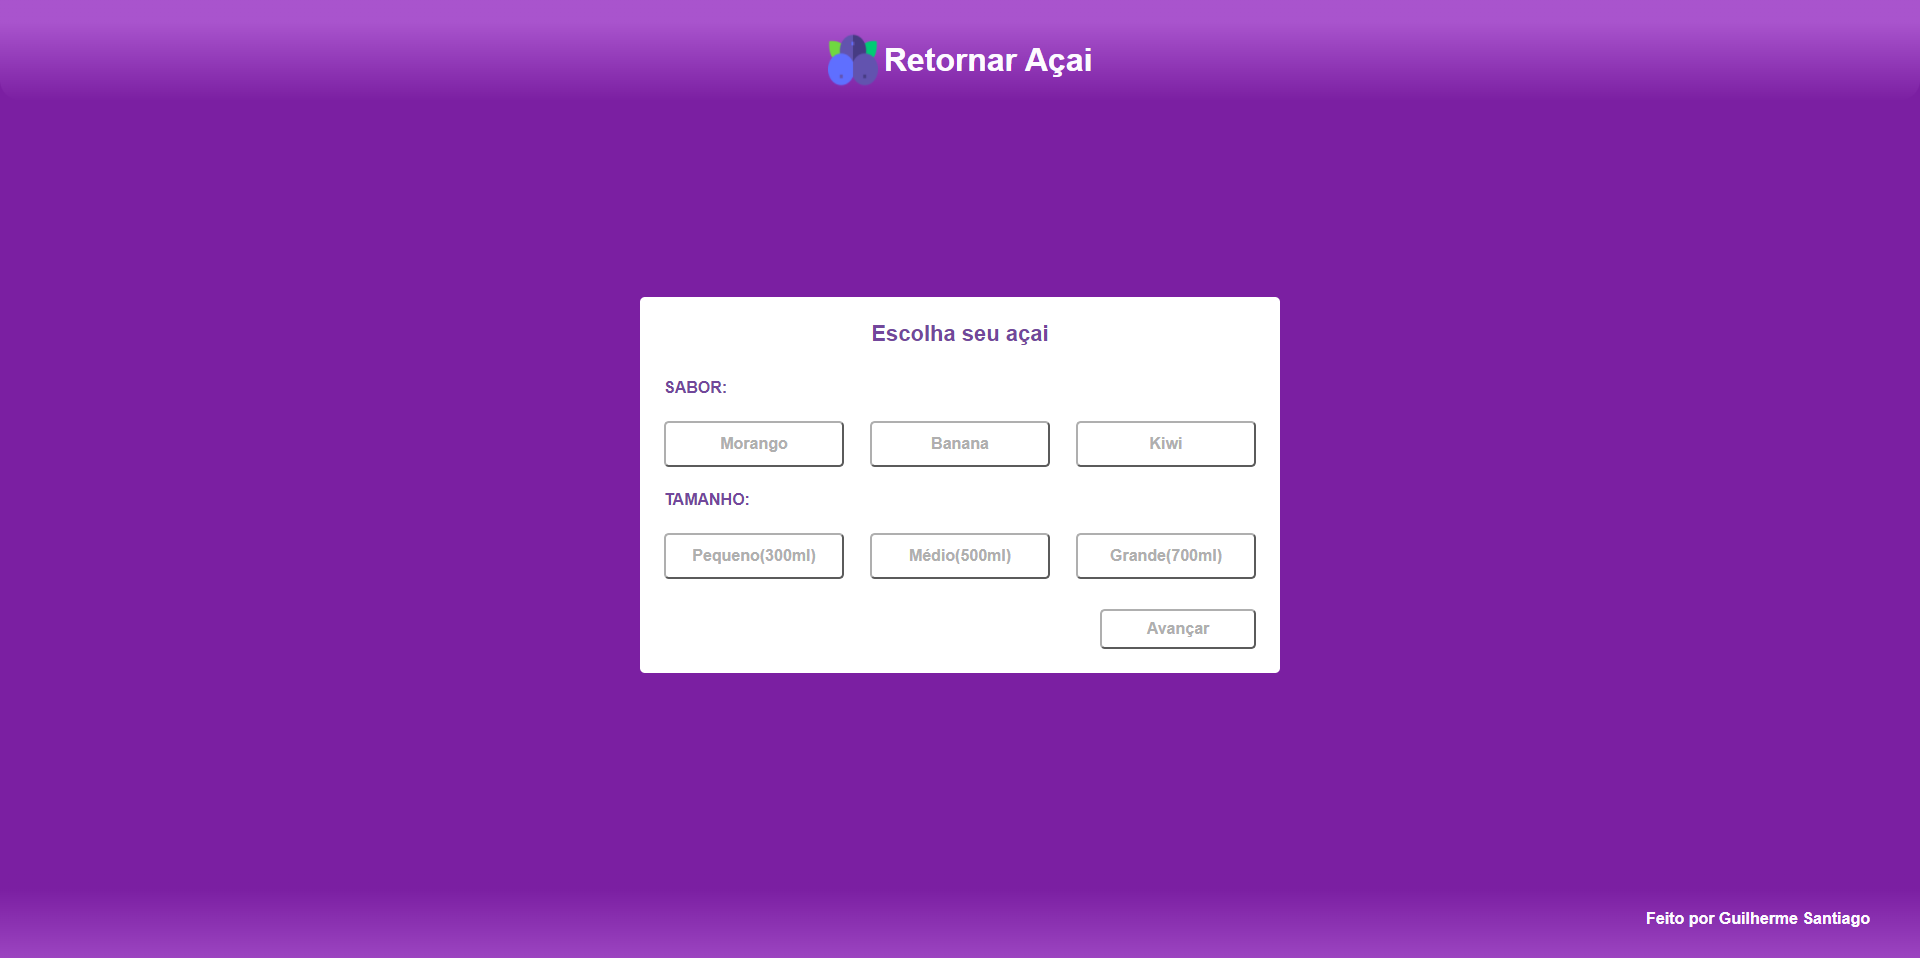 Retornar Açai
Escolha seu açai
SABOR:
Morango Banana Kiwi
TAMANHO:
Pequeno(300ml) Médio(500ml) Grande(700ml)
Avançar
Feito por Guilherme Santiago